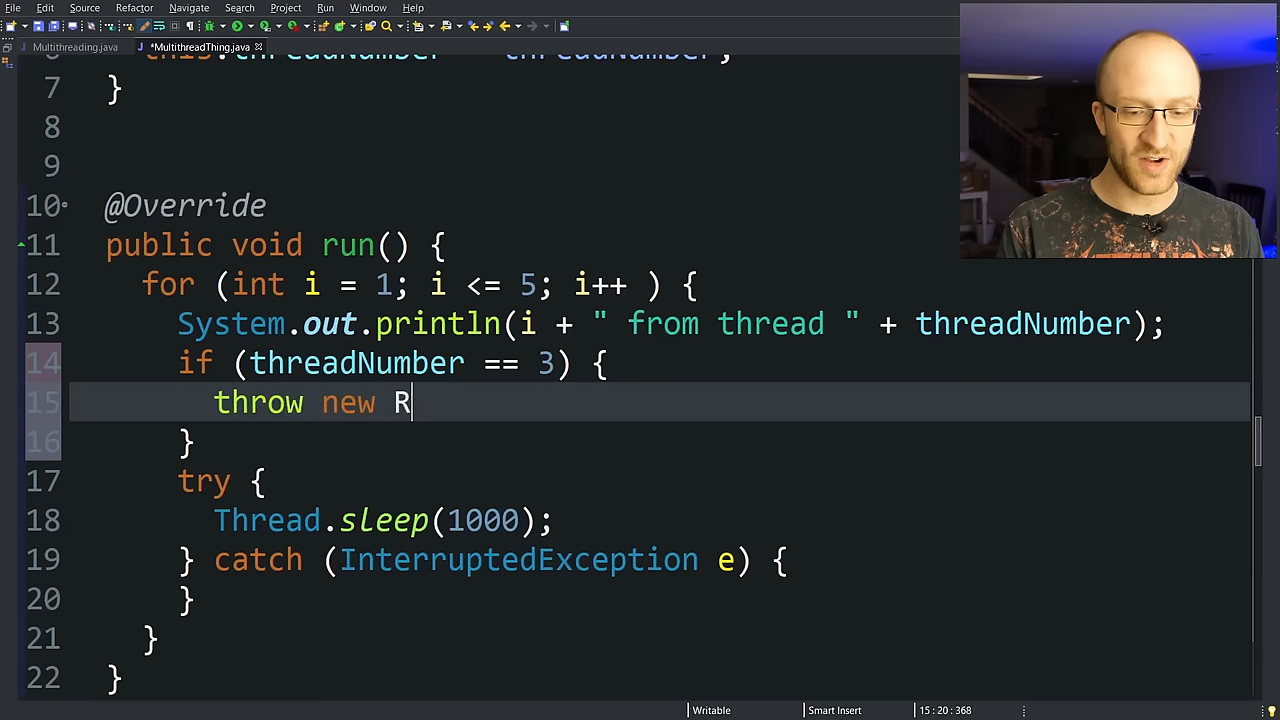 File Edit Source Refactor Navigate Search Project Run Window Help
Multithreading.java *MultithreadThing.java
7 }
8
9
10 @Override
11 public void run() {
12 for (int i = 1; i <= 5; i++ ) {
13 System.out.println(i + " from thread " + threadNumber);
14 if (threadNumber == 3) {
15 throw new R
16 }
17 try {
18 Thread.sleep(1000);
19 } catch (InterruptedException e) {
20 }
21 }
22 }
Writable Smart Insert 15 : 20 : 368